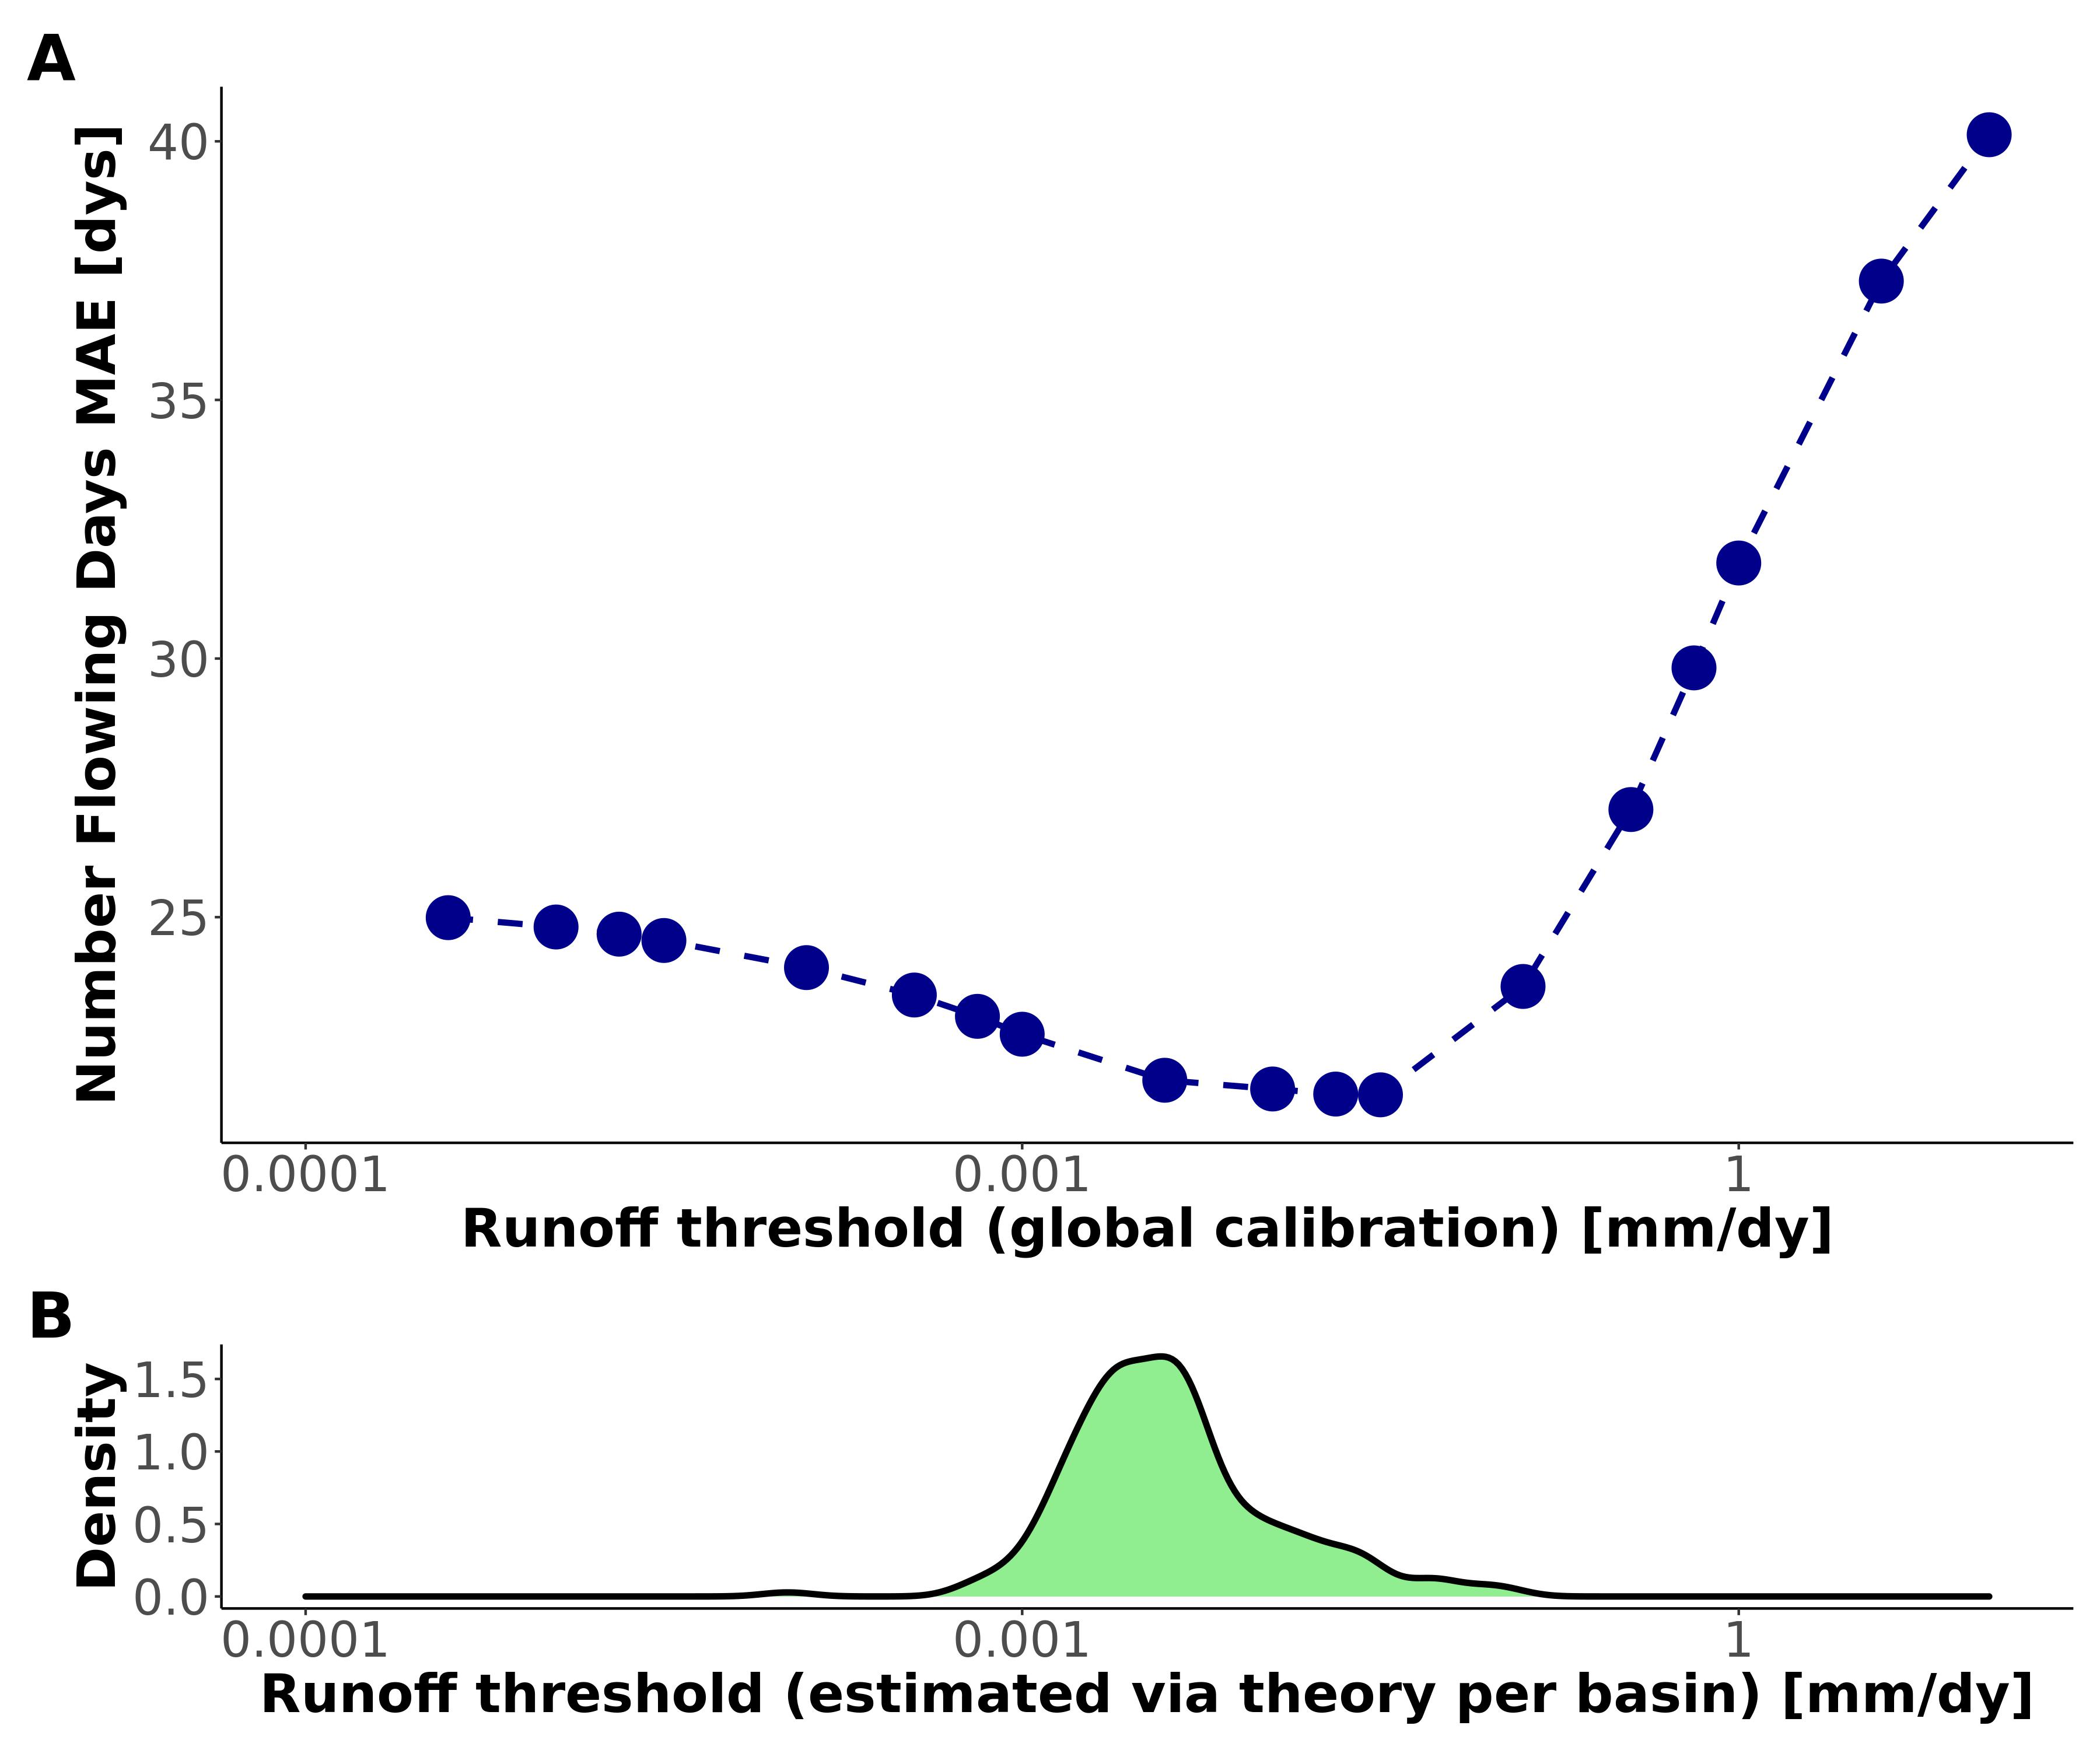 A
Number Flowing Days MAE [dys]
40
35
30
25
0.0001 0.001 1
Runoff threshold (global calibration) [mm/dy]
B
Density
1.5
1.0
0.5
0.0
0.0001 0.001 1
Runoff threshold (estimated via theory per basin) [mm/dy]